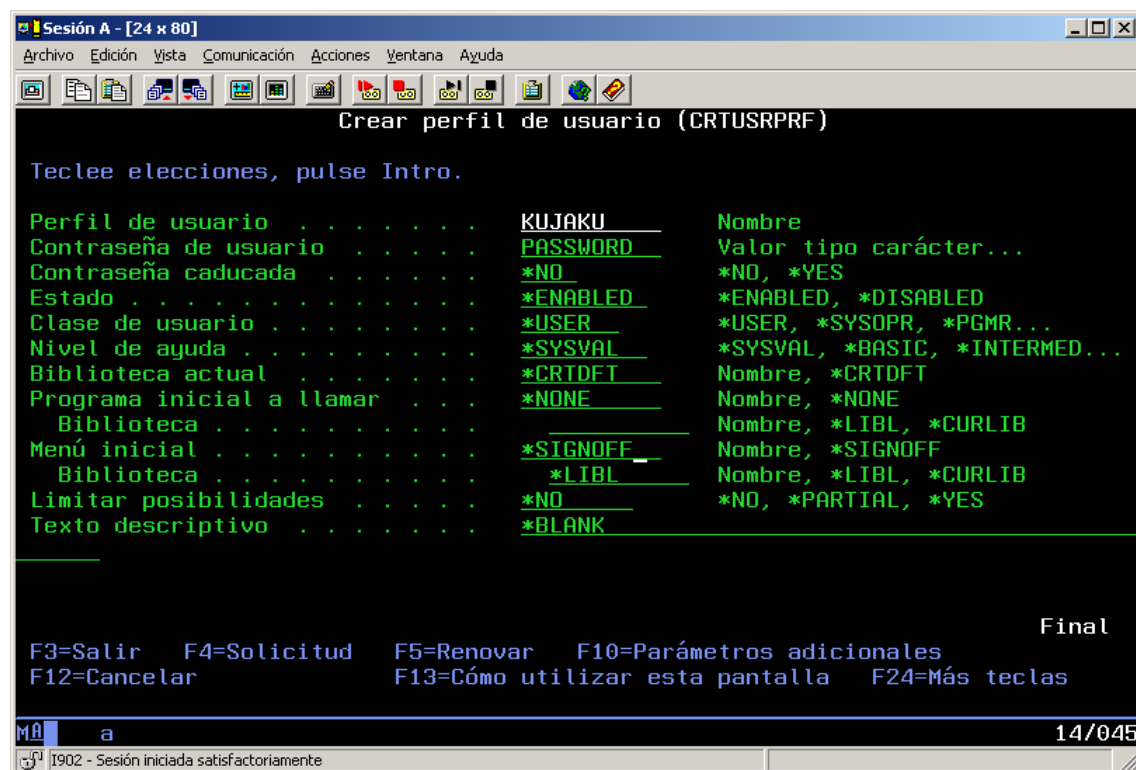 Sesión A - [24 x 80]
Archivo Edición Vista Comunicación Acciones Ventana Ayuda
Crear perfil de usuario (CRTUSRPRF)
Teclee elecciones, pulse Intro.
Perfil de usuario . . . . . . . KUJAKU Nombre
Contraseña de usuario . . . . . PASSWORD Valor tipo carácter...
Contraseña caducada . . . . . . *NO *NO, *YES
Estado . . . . . . . . . . . . . *ENABLED *ENABLED, *DISABLED
Clase de usuario . . . . . . . . *USER *USER, *SYSOPR, *PGMR...
Nivel de ayuda . . . . . . . . . *SYSVAL *SYSVAL, *BASIC, *INTERMED...
Biblioteca actual . . . . . . . *CRTDFT Nombre, *CRTDFT
Programa inicial a llamar . . . *NONE Nombre, *NONE
Biblioteca . . . . . . . . . . Nombre, *LIBL, *CURLIB
Menú inicial . . . . . . . . . . *SIGNOFF Nombre, *SIGNOFF
Biblioteca . . . . . . . . . . *LIBL Nombre, *LIBL, *CURLIB
Limitar posibilidades . . . . . *NO *NO, *PARTIAL, *YES
Texto descriptivo . . . . . . . *BLANK
Final
F3=Salir F4=Solicitud F5=Renovar F10=Parámetros adicionales
F12=Cancelar F13=Cómo utilizar esta pantalla F24=Más teclas
MA a 14/045
I902 - Sesión iniciada satisfactoriamente